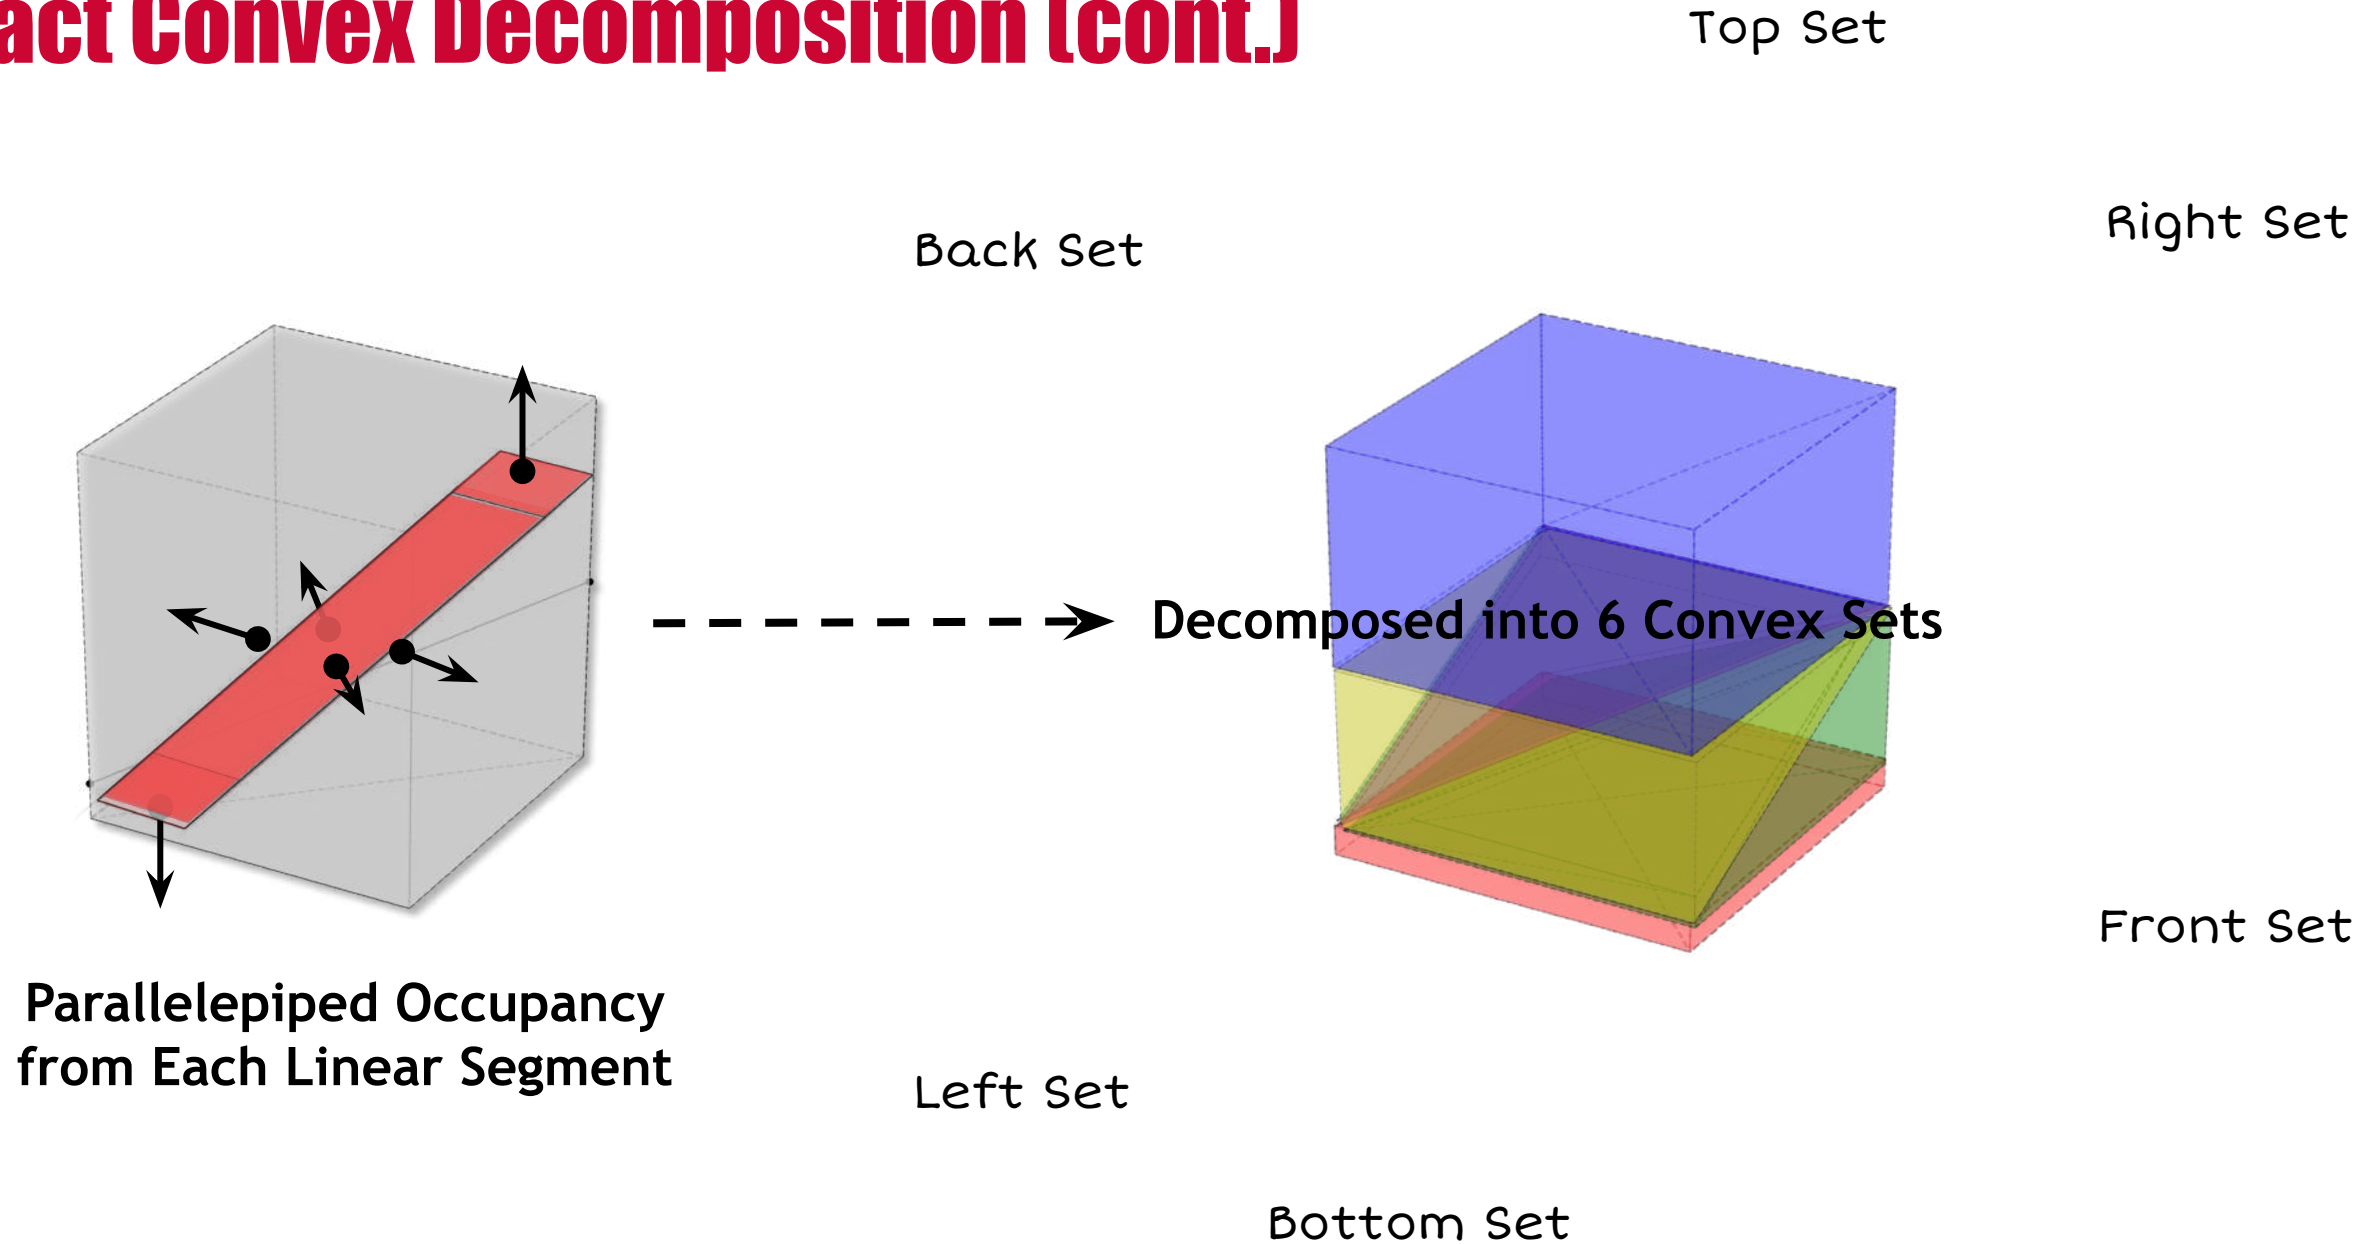 act Convex Decomposition (cont.)
Top Set
Right Set
Back Set
Decomposed into 6 Convex Sets
Front Set
Parallelepiped Occupancy
from Each Linear Segment
Left Set
Bottom Set